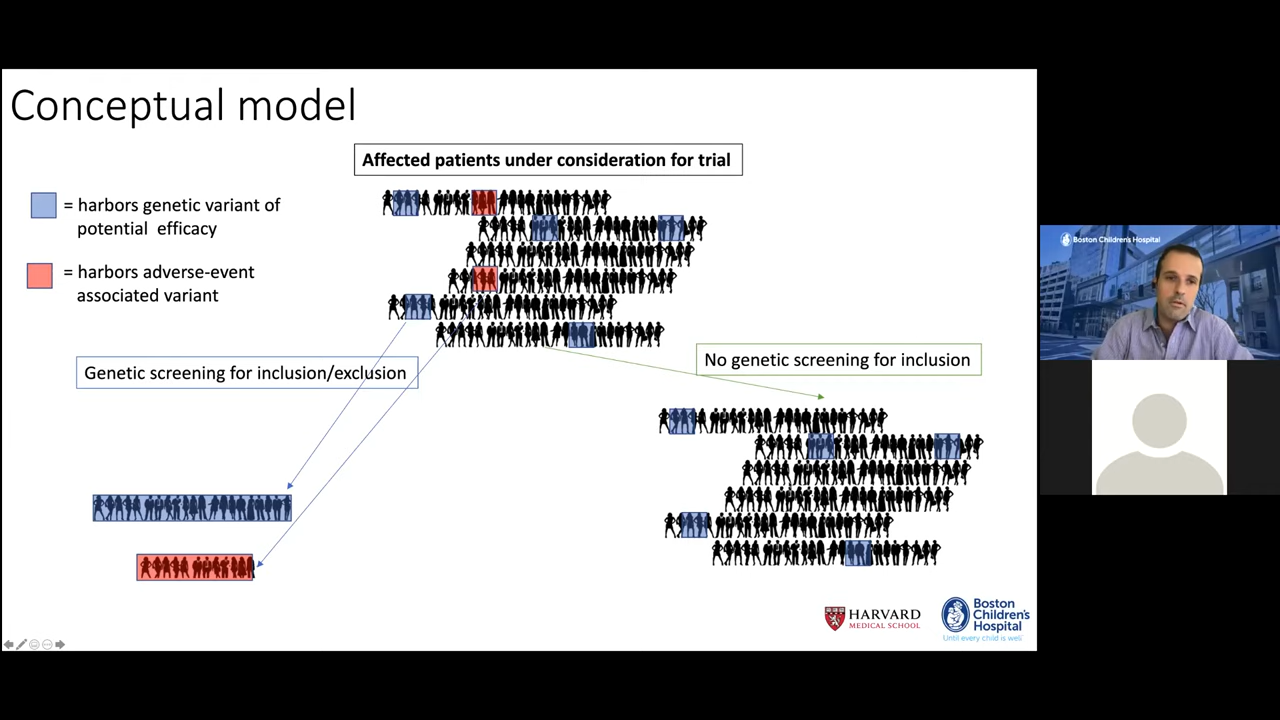 Conceptual model
Affected patients under consideration for trial
= harbors genetic variant of
potential efficacy
= harbors adverse-event
associated variant
Genetic screening for inclusion/exclusion
No genetic screening for inclusion
HARVARD
MEDICAL SCHOOL
Boston
Children's
Hospital
Until every child is well
Boston Children's Hospital